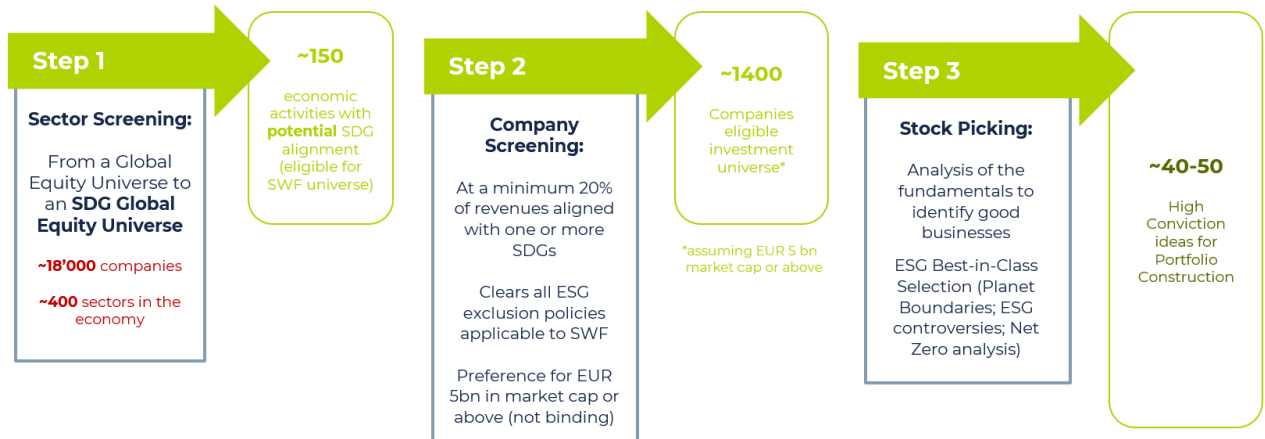 Step 1
Sector Screening:
From a Global
Equity Universe to
an SDG Global
Equity Universe
~18’000 companies
~400 sectors in the
economy
~150
economic
activities with
potential SDG
alignment
(eligible for
SWF universe)
Step 2
Company
Screening:
At a minimum 20%
of revenues aligned
with one or more
SDGs
Clears all ESG
exclusion policies
applicable to SWF
Preference for EUR
5bn in market cap or
above (not binding)
~1400
Companies
eligible
investment
universe*
*assuming EUR 5 bn
market cap or above
Step 3
Stock Picking:
Analysis of the
fundamentals to
identify good
businesses
ESG Best-in-Class
Selection (Planet
Boundaries; ESG
controversies; Net
Zero analysis)
~40-50
High
Conviction
ideas for
Portfolio
Construction